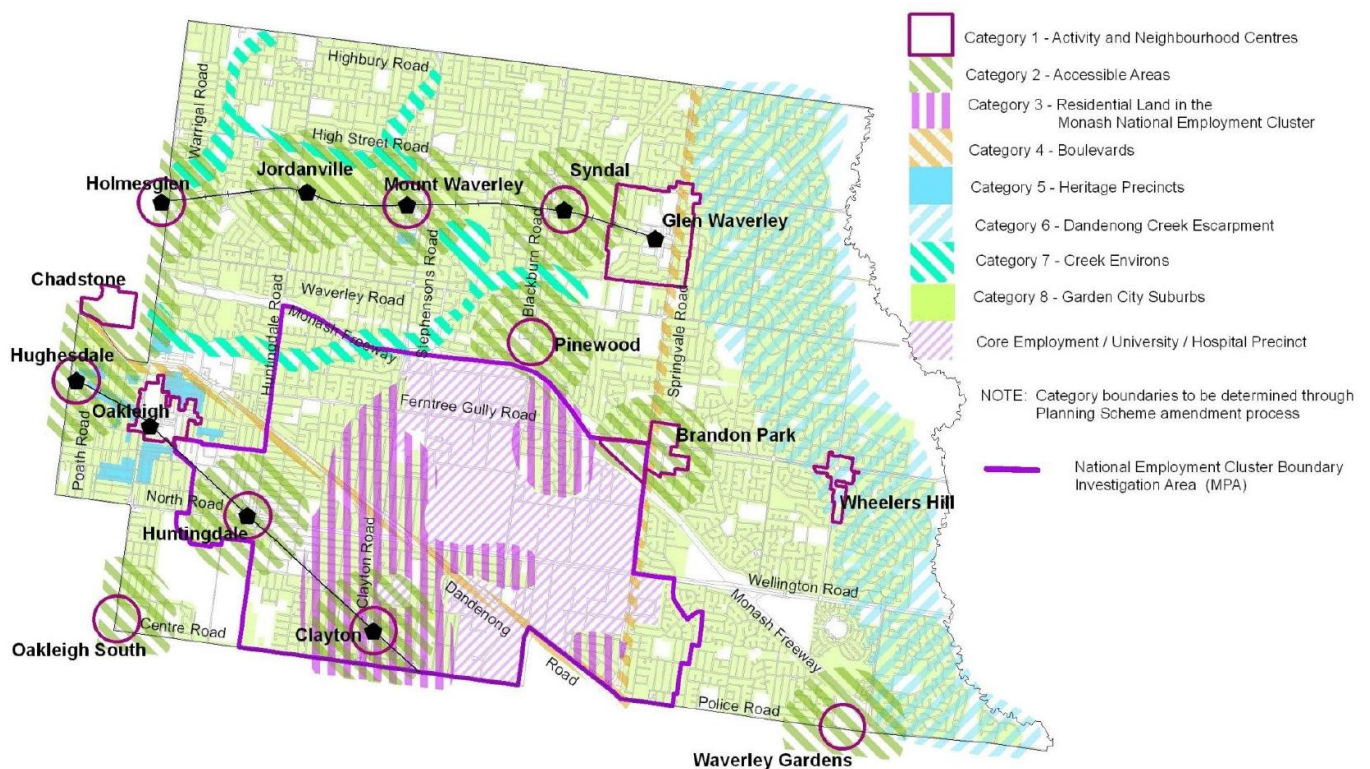 Highbury Road
Warrigal Road
High Street Road
Jordanville
Holmesglen
Mount Waverley
Syndal
Glen Waverley
Chadstone
Waverley Road
Stephensons Road
Blackburn Road
Springvale Road
Huntingdale Road
Monash Freeway
Pinewood
Hughesdale
Oakleigh
Ferntree Gully Road
Brandon Park
Poath Road
North Road
Huntingdale
Wheelers Hill
Clayton Road
Wellington Road
Monash Freeway
Dandenong
Road
Clayton
Centre Road
Oakleigh South
Police Road
Waverley Gardens
Category 1 - Activity and Neighbourhood Centres
Category 2 - Accessible Areas
Category 3 - Residential Land in the
Monash National Employment Cluster
Category 4 - Boulevards
Category 5 - Heritage Precincts
Category 6 - Dandenong Creek Escarpment
Category 7 - Creek Environs
Category 8 - Garden City Suburbs
Core Employment / University / Hospital Precinct
NOTE: Category boundaries to be determined through
Planning Scheme amendment process
National Employment Cluster Boundary
Investigation Area (MPA)